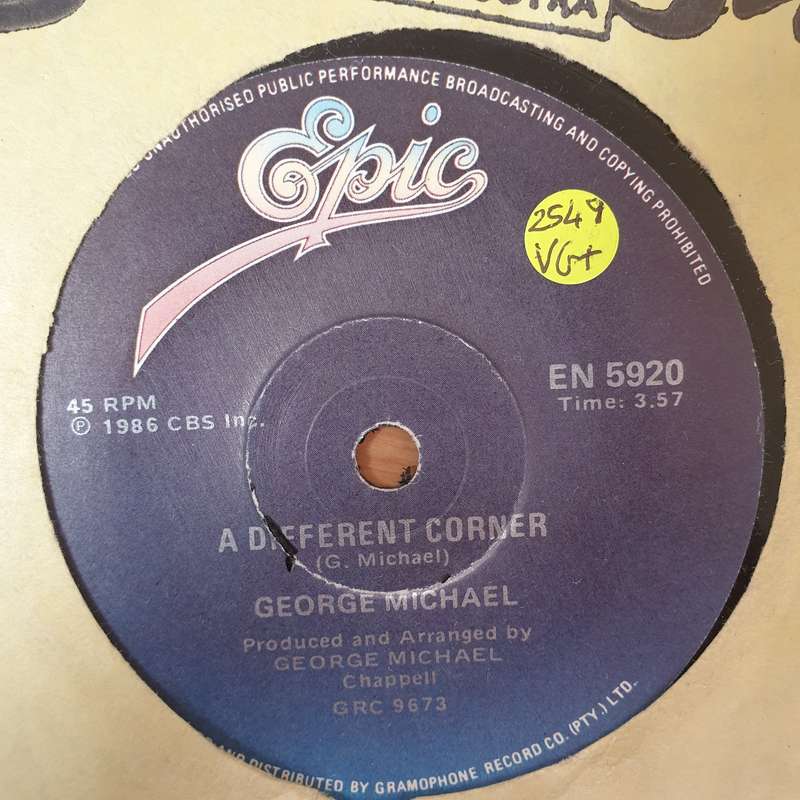 UNAUTHORISED PUBLIC PERFORMANCE BROADCASTING AND COPYING PROHIBITED
Epic
2549
VG+
EN 5920
Time: 3.57
45 RPM
Ⓟ 1986 CBS Inc.
A DIFFERENT CORNER
(G. Michael)
GEORGE MICHAEL
Produced and Arranged by
GEORGE MICHAEL
Chappell
GRC 9673
AND DISTRIBUTED BY GRAMOPHONE RECORD CO. (PTY.) LTD.